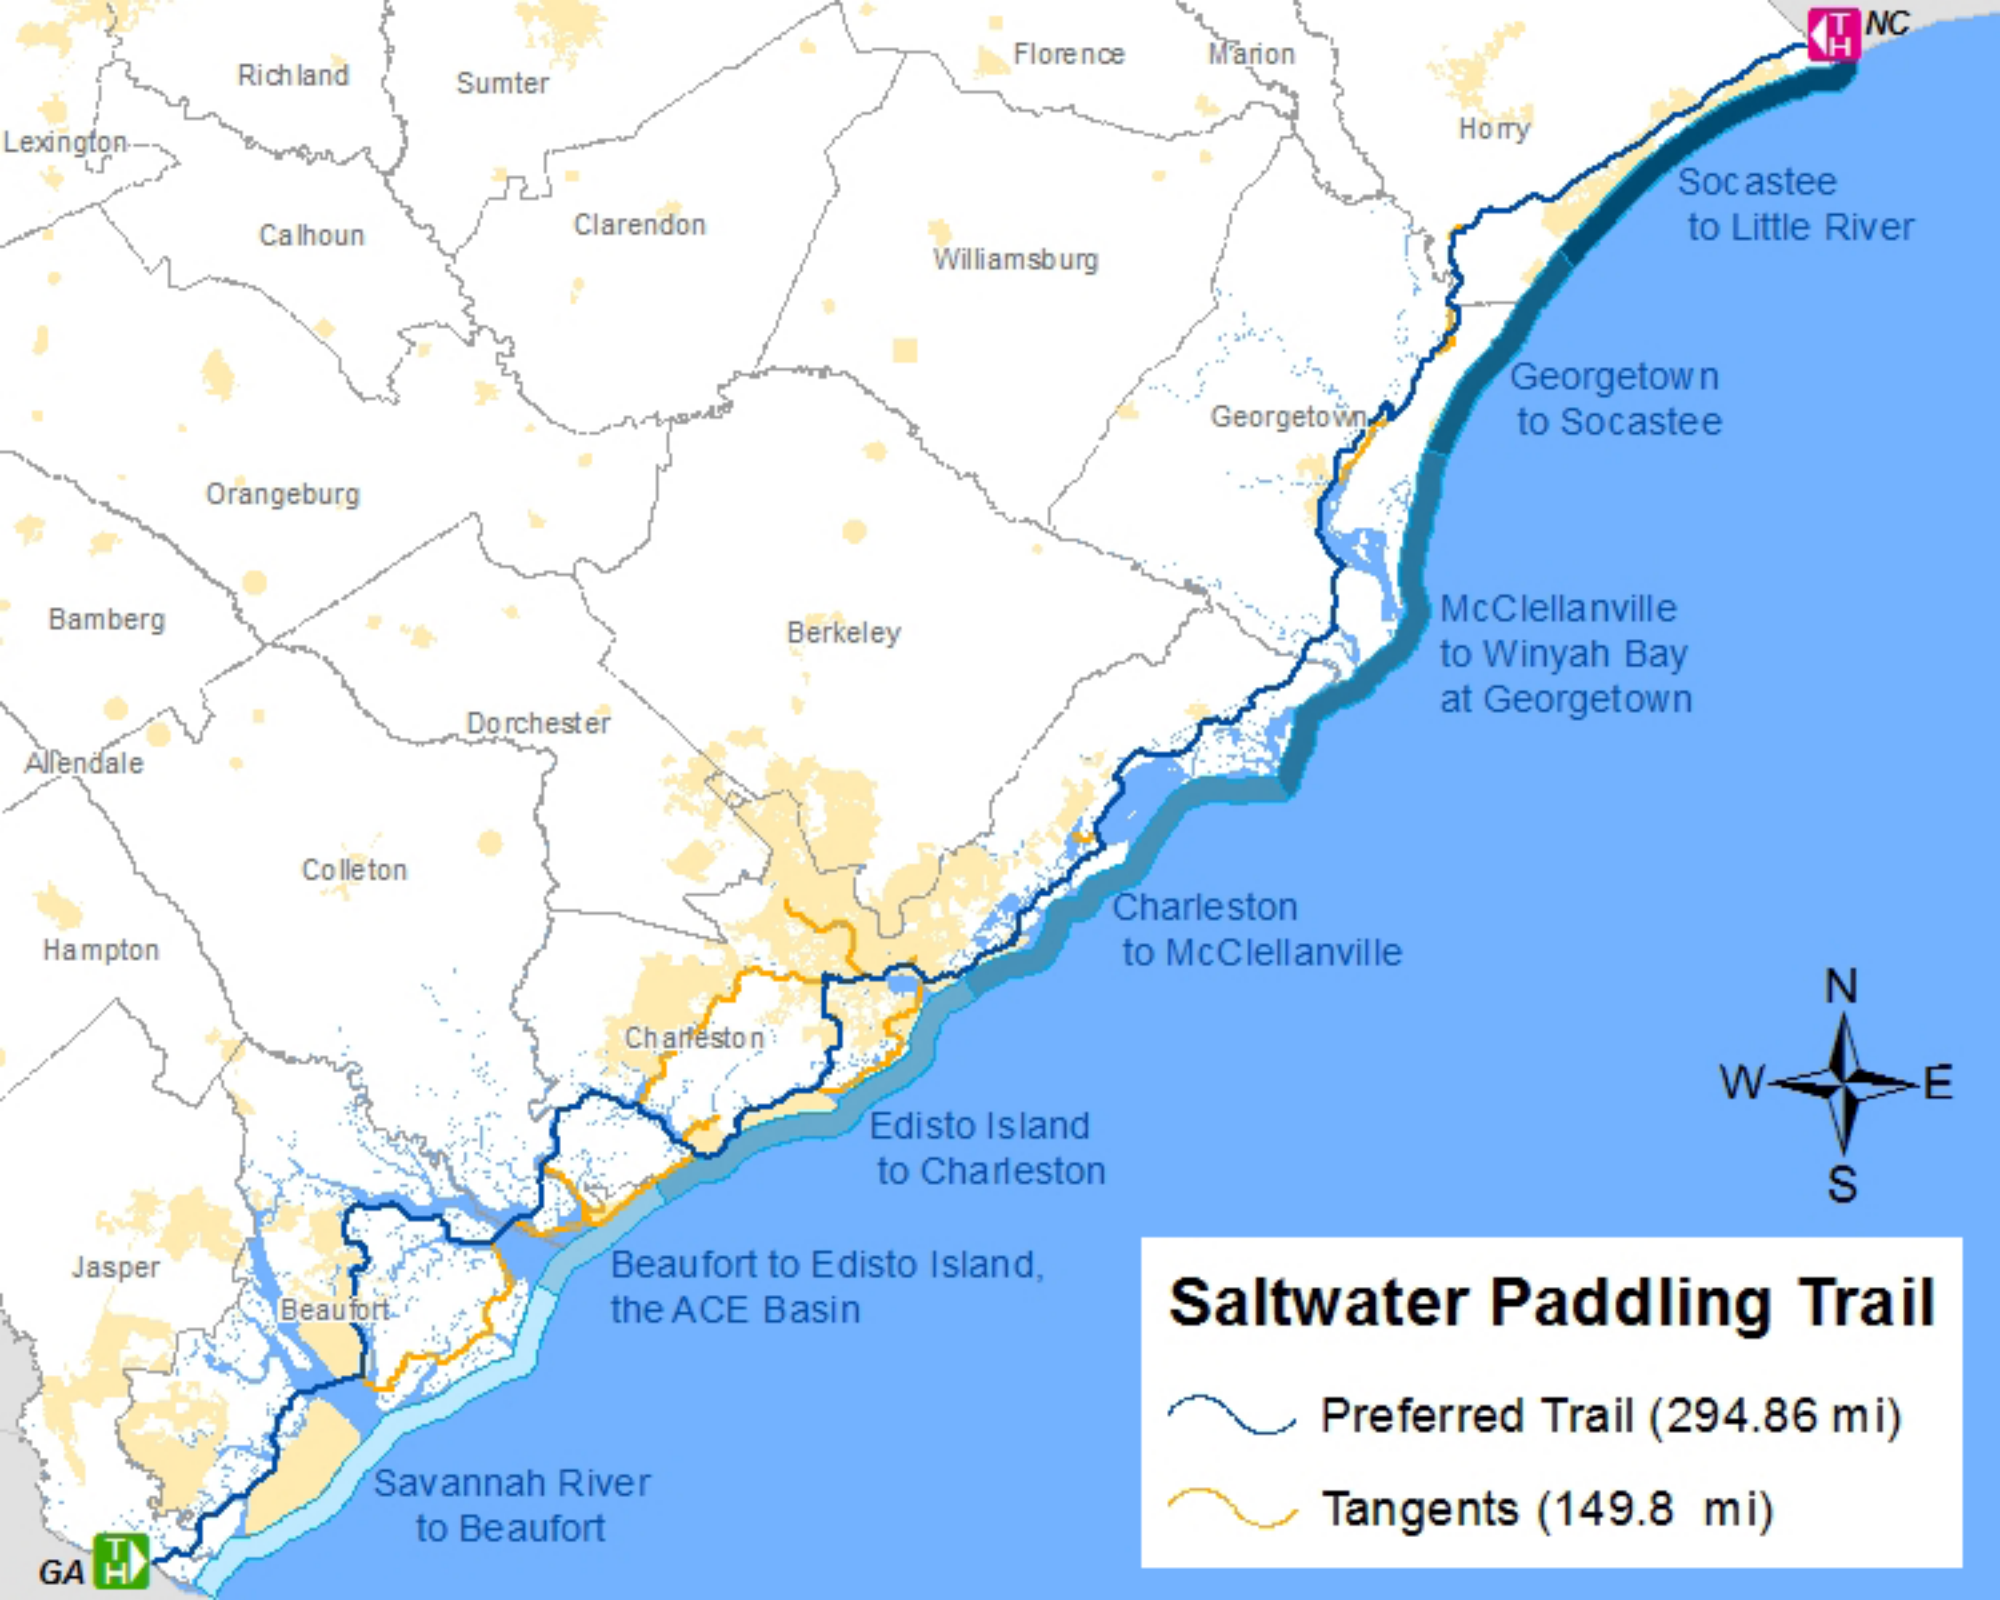 NC
T
H
Florence
Marion
Richland
Sumter
Horry
Lexington
Socastee
to Little River
Calhoun
Clarendon
Williamsburg
Georgetown
to Socastee
Georgetown
Orangeburg
McClellanville
to Winyah Bay
at Georgetown
Bamberg
Berkeley
Dorchester
Allendale
Colleton
Charleston
to McClellanville
Hampton
N
W
E
S
Charleston
Edisto Island
to Charleston
Jasper
Beaufort
Beaufort to Edisto Island,
the ACE Basin
Saltwater Paddling Trail
Preferred Trail (294.86 mi)
Tangents (149.8 mi)
Savannah River
to Beaufort
GA
T
H